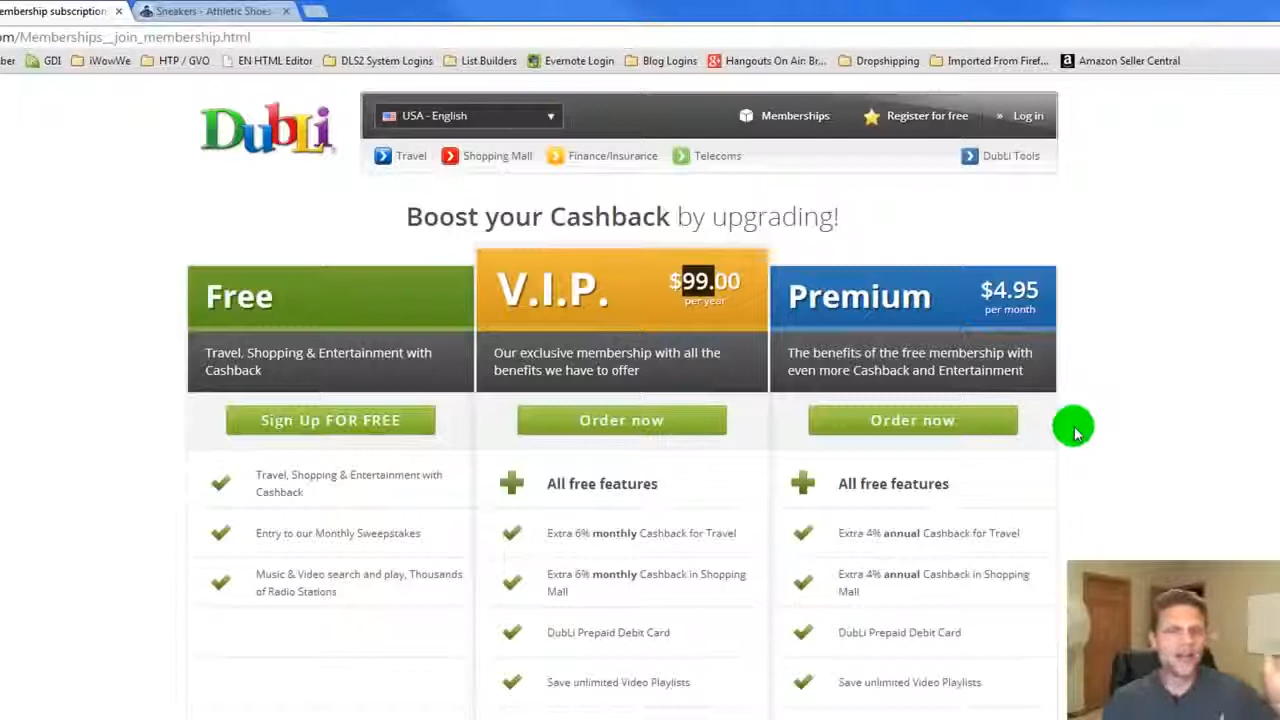 embership subscription
Sneakers - Athletic Shoes
om/Memberships__join_membership.html
ber GDI iWowWe HTP / GVO EN HTML Editor DLS2 System Logins List Builders Evernote Login Blog Logins Hangouts On Air: Br... Dropshipping Imported From Firef... Amazon Seller Central
DubLi
USA - English
Memberships Register for free » Log in
Travel Shopping Mall Finance/Insurance Telecoms DubLi Tools
Boost your Cashback by upgrading!
Free
Travel, Shopping & Entertainment with
Cashback
Sign Up FOR FREE
Travel, Shopping & Entertainment with
Cashback
Entry to our Monthly Sweepstakes
Music & Video search and play, Thousands
of Radio Stations
V.I.P. $99.00
per year
Our exclusive membership with all the
benefits we have to offer
Order now
All free features
Extra 6% monthly Cashback for Travel
Extra 6% monthly Cashback in Shopping
Mall
DubLi Prepaid Debit Card
Save unlimited Video Playlists
Premium $4.95
per month
The benefits of the free membership with
even more Cashback and Entertainment
Order now
All free features
Extra 4% annual Cashback for Travel
Extra 4% annual Cashback in Shopping
Mall
DubLi Prepaid Debit Card
Save unlimited Video Playlists